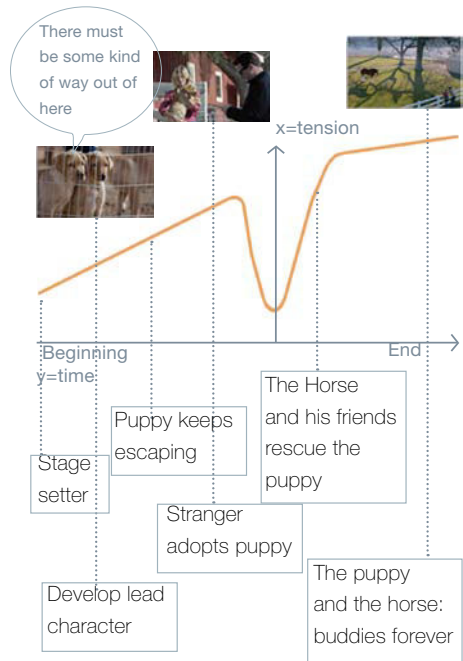 There must
be some kind
of way out of
here
x=tension
Beginning
End
y=time
The Horse
and his friends
rescue the
puppy
Puppy keeps
escaping
Stage
setter
Stranger
adopts puppy
The puppy
and the horse:
buddies forever
Develop lead
character